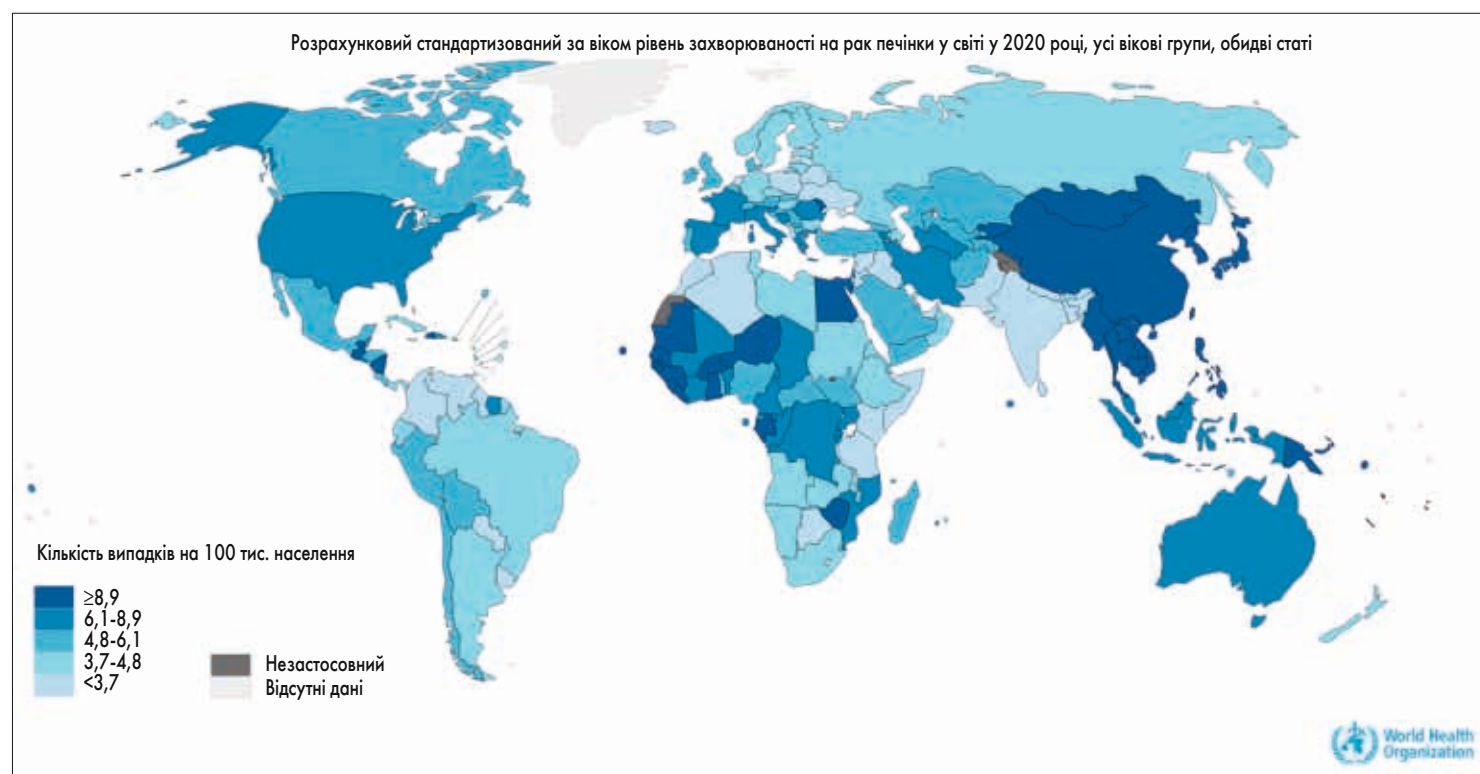 Розрахунковий стандартизований за віком рівень захворюваності на рак печінки у світі у 2020 році, усі вікові групи, обидві статі
Кількість випадків на 100 тис. населення
≥8,9
6,1-8,9
4,8-6,1
3,7-4,8
<3,7
Незастосовний
Відсутні дані
World Health
Organization